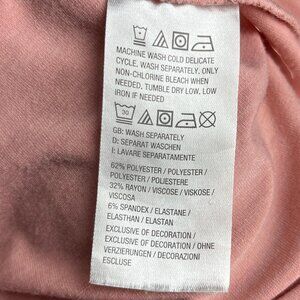 MACHINE WASH COLD DELICATE
CYCLE, WASH SEPARATELY, ONLY
NON-CHLORINE BLEACH WHEN
NEEDED, TUMBLE DRY LOW, LOW
IRON IF NEEDED
30
GB: WASH SEPARATELY
D: SEPARAT WASCHEN
I: LAVARE SEPARATAMENTE
62% POLYESTER / POLYESTER /
POLYESTER / POLIESTERE
32% RAYON / VISCOSE / VISKOSE /
VISCOSA
6% SPANDEX / ELASTANE /
ELASTHAN / ELASTAN
EXCLUSIVE OF DECORATION /
EXCLUSIVE OF DECORATION / OHNE
VERZIERUNGEN / DECORAZIONI
ESCLUSE